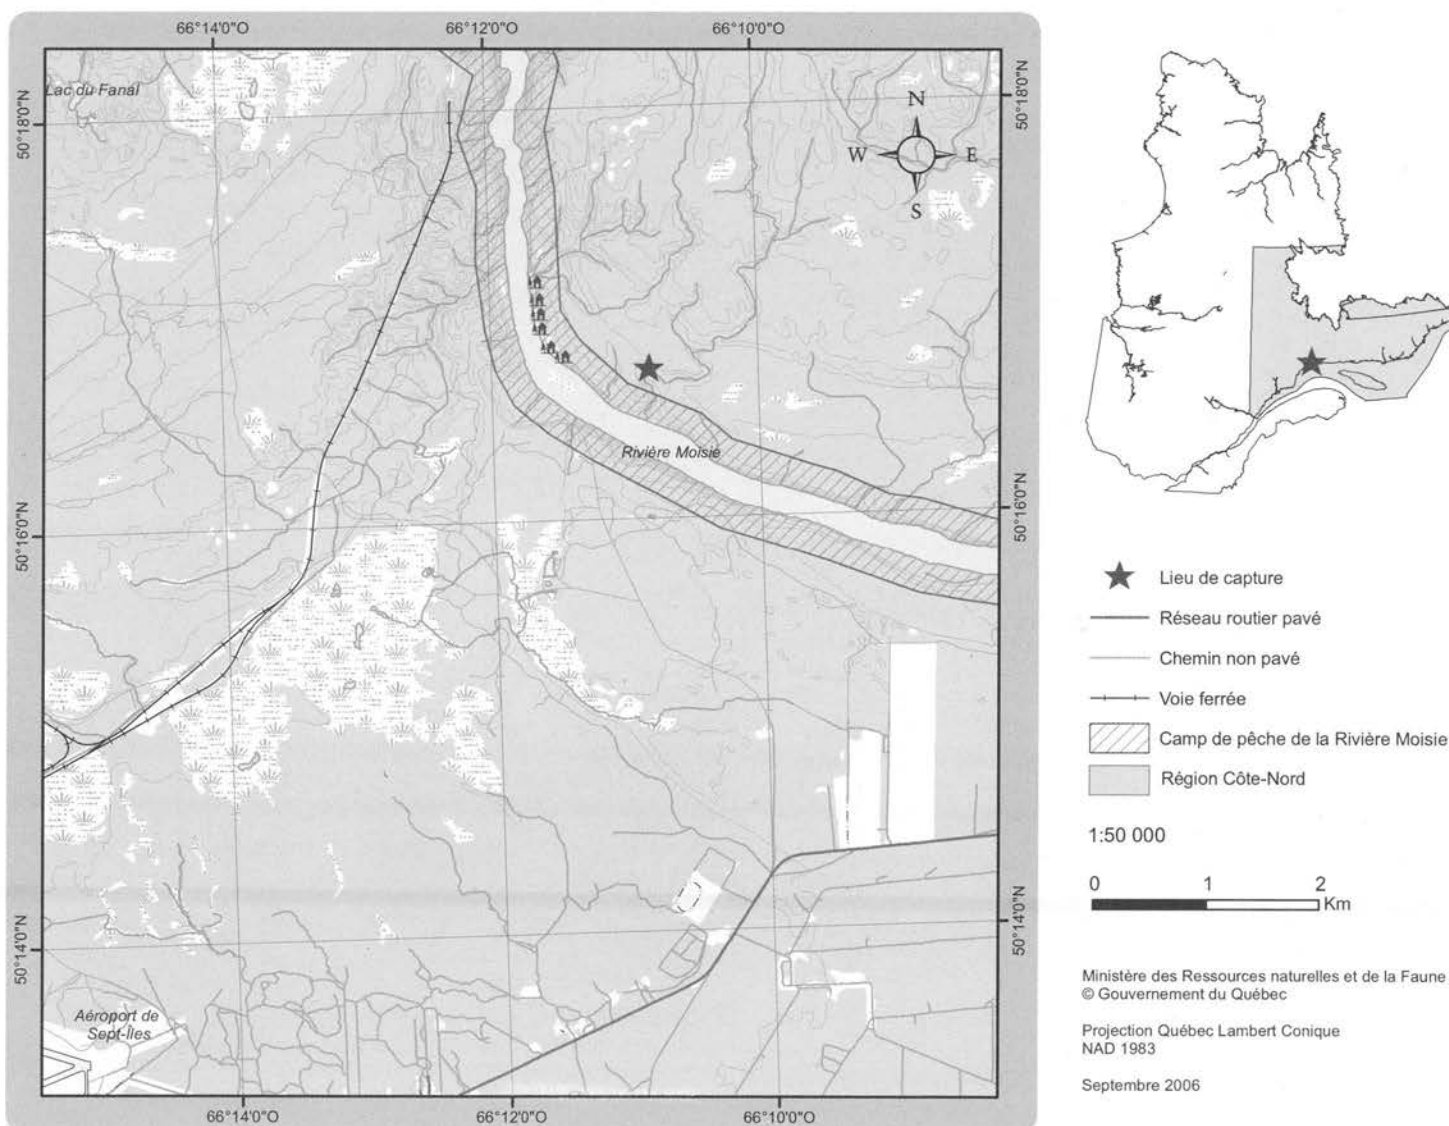 66°14'0"O
66°12'0"O
66°10'0"O
Lac du Fanal
50°18'0"N
50°18'0"N
N
W
E
S
Rivière Moisie
50°16'0"N
50°16'0"N
50°14'0"N
50°14'0"N
Aéroport de
Sept-Îles
66°14'0"O
66°12'0"O
66°10'0"O
Lieu de capture
Réseau routier pavé
Chemin non pavé
Voie ferrée
Camp de pêche de la Rivière Moisie
Région Côte-Nord
1:50 000
0
1
2
Km
Ministère des Ressources naturelles et de la Faune
© Gouvernement du Québec
Projection Québec Lambert Conique
NAD 1983
Septembre 2006